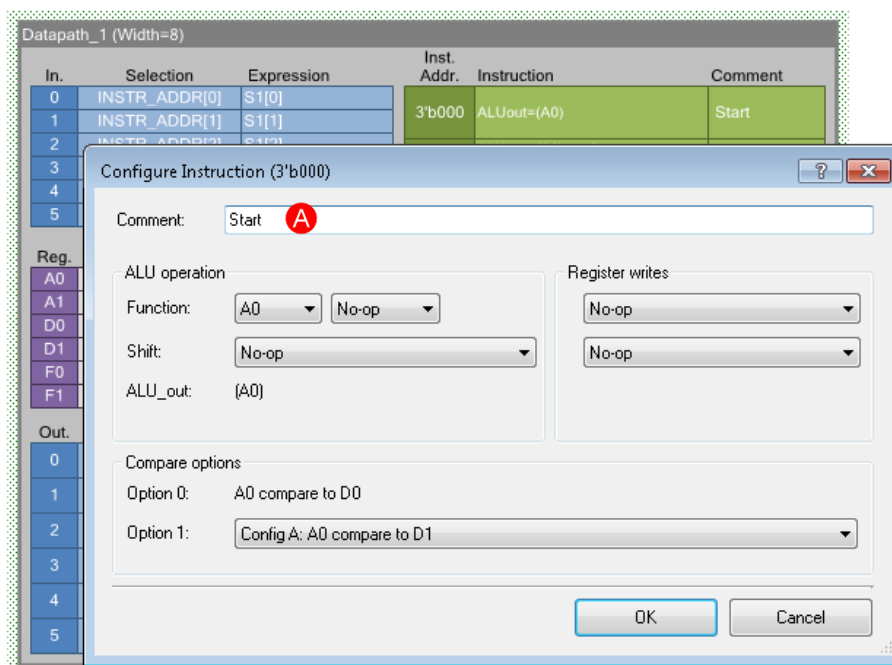 Datapath_1 (Width=8)
In. Selection Expression Inst. Addr. Instruction Comment
0 INSTR_ADDR[0] S1[0] 3'b000 ALUout=(A0) Start
1 INSTR_ADDR[1] S1[1]
2 INSTR_ADDR[2] S1[2]
3
4
5
Reg.
A0
A1
D0
D1
F0
F1
Out.
0
1
2
3
4
5
Configure Instruction (3'b000)
Comment: Start A
ALU operation
Function: A0 No-op
Shift: No-op
ALU_out: (A0)
Register writes
No-op
No-op
Compare options
Option 0: A0 compare to D0
Option 1: Config A: A0 compare to D1
OK Cancel